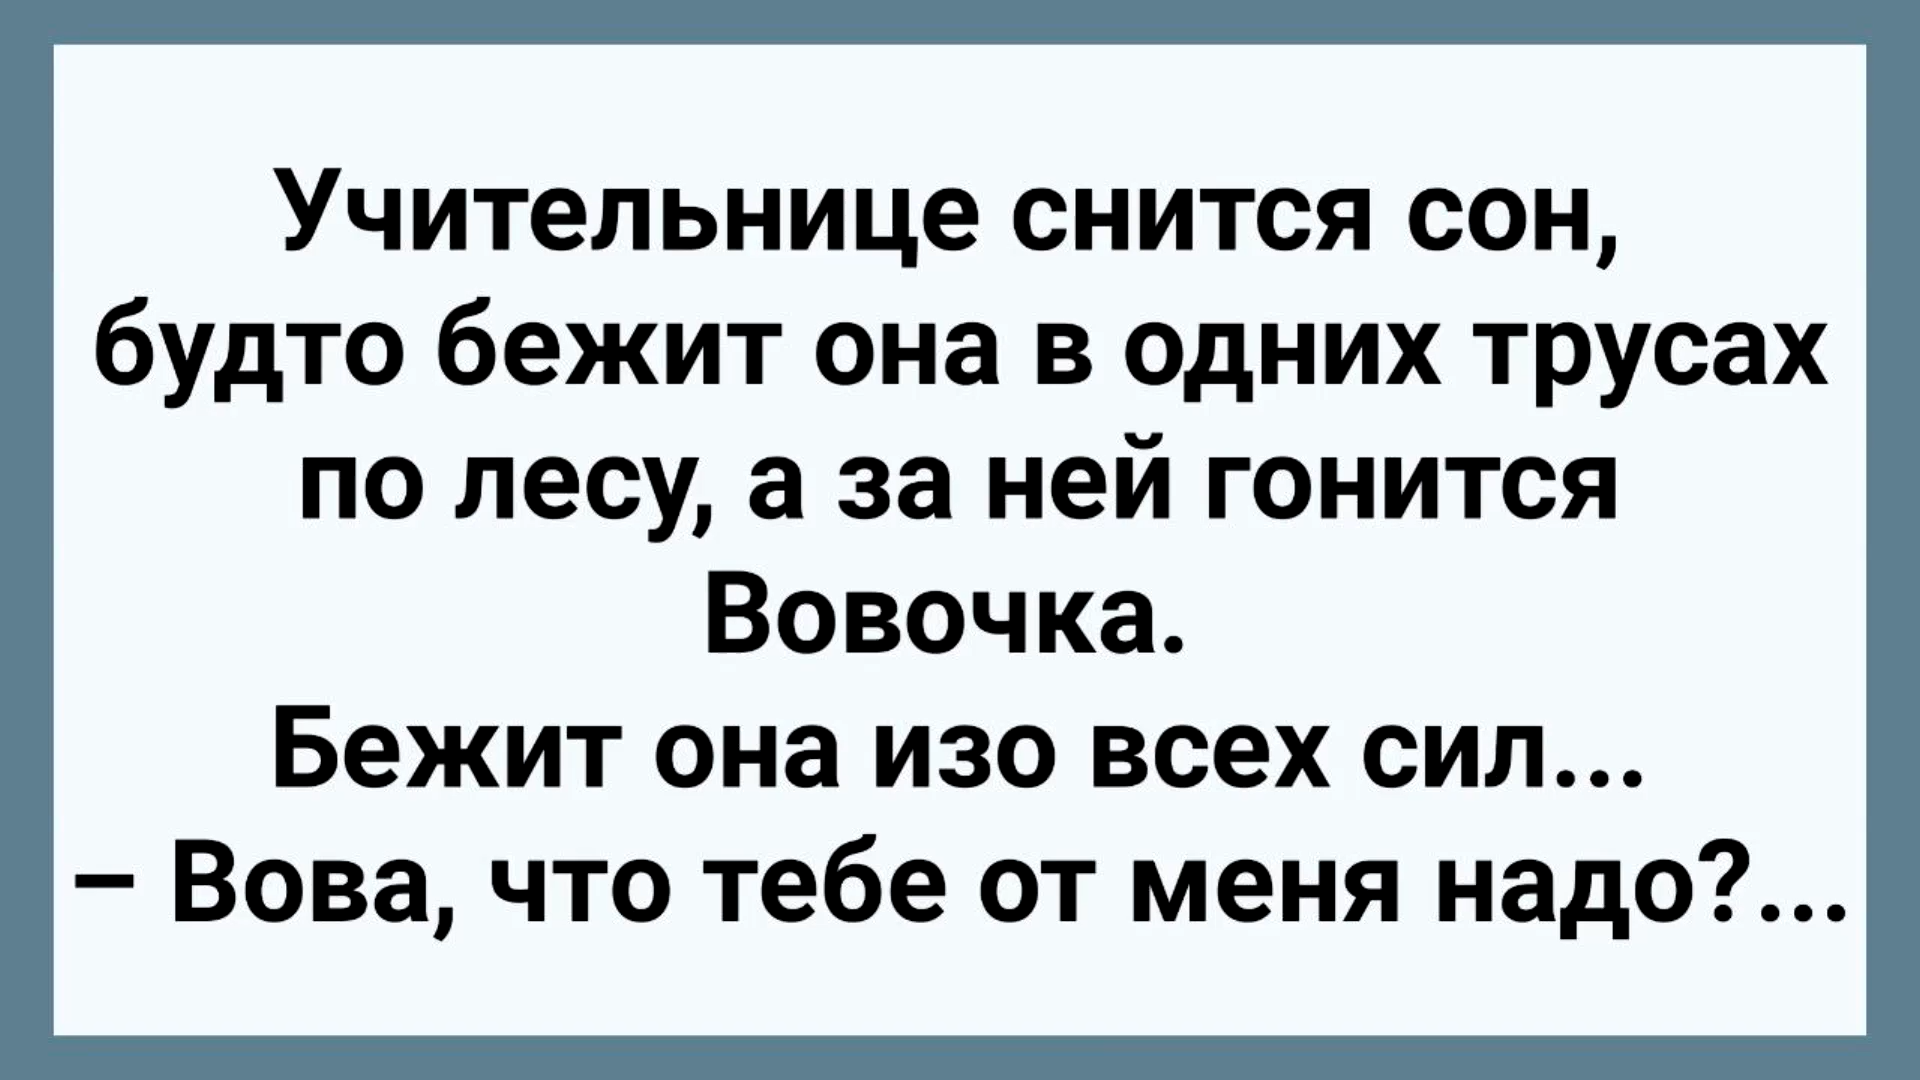 Учительнице снится сон,
будто бежит она в одних трусах
по лесу, а за ней гонится
Вовочка.
Бежит она изо всех сил...
– Вова, что тебе от меня надо?...